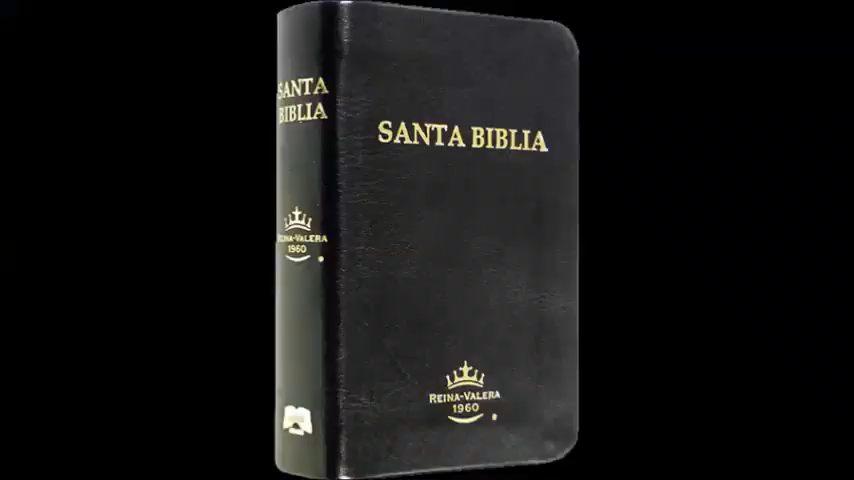 SANTA
BIBLIA
REINA-VALERA
1960
SANTA BIBLIA
REINA-VALERA
1960